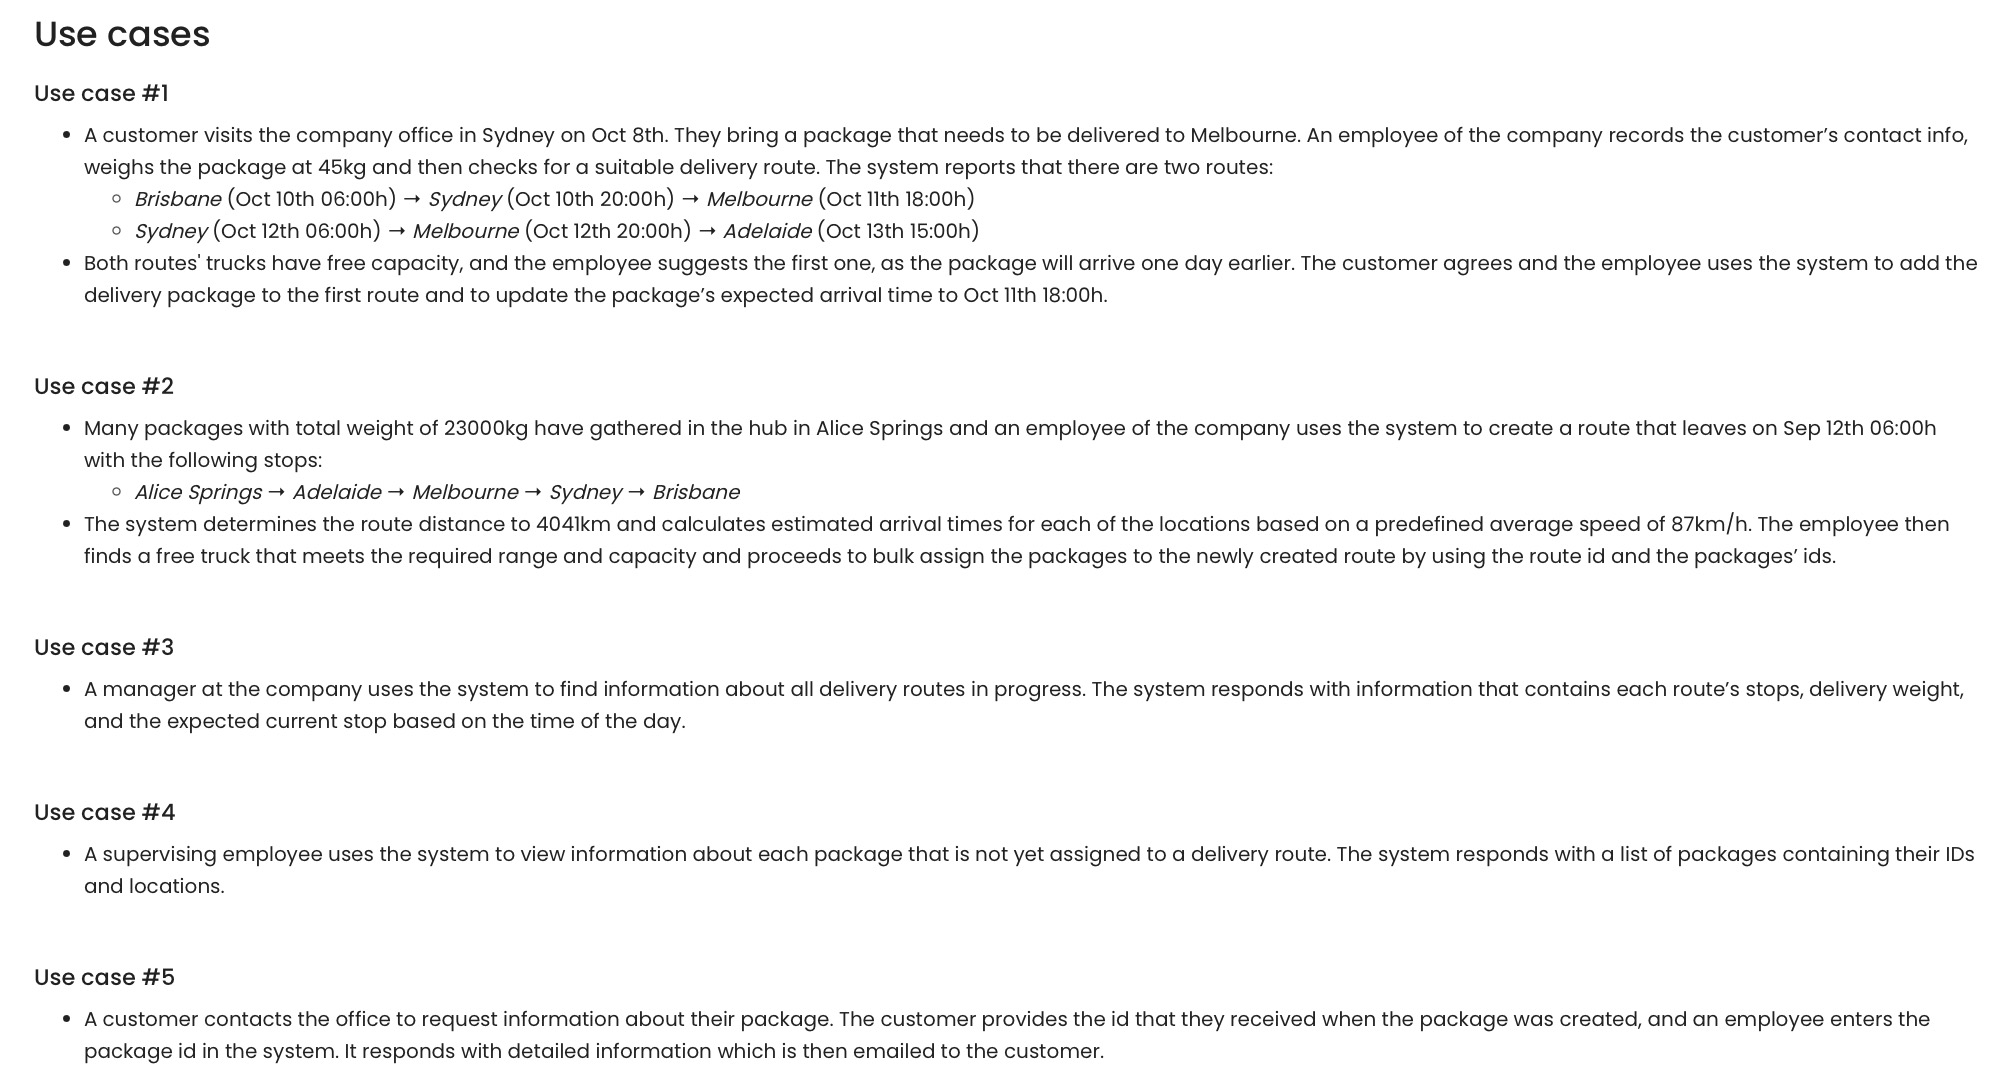 Use cases
Use case #1
• A customer visits the company office in Sydney on Oct 8th. They bring a package that needs to be delivered to Melbourne. An employee of the company records the customer’s contact info,
weighs the package at 45kg and then checks for a suitable delivery route. The system reports that there are two routes:
◦ Brisbane (Oct 10th 06:00h) → Sydney (Oct 10th 20:00h) → Melbourne (Oct 11th 18:00h)
◦ Sydney (Oct 12th 06:00h) → Melbourne (Oct 12th 20:00h) → Adelaide (Oct 13th 15:00h)
• Both routes' trucks have free capacity, and the employee suggests the first one, as the package will arrive one day earlier. The customer agrees and the employee uses the system to add the
delivery package to the first route and to update the package’s expected arrival time to Oct 11th 18:00h.
Use case #2
• Many packages with total weight of 23000kg have gathered in the hub in Alice Springs and an employee of the company uses the system to create a route that leaves on Sep 12th 06:00h
with the following stops:
◦ Alice Springs → Adelaide → Melbourne → Sydney → Brisbane
• The system determines the route distance to 4041km and calculates estimated arrival times for each of the locations based on a predefined average speed of 87km/h. The employee then
finds a free truck that meets the required range and capacity and proceeds to bulk assign the packages to the newly created route by using the route id and the packages’ ids.
Use case #3
• A manager at the company uses the system to find information about all delivery routes in progress. The system responds with information that contains each route’s stops, delivery weight,
and the expected current stop based on the time of the day.
Use case #4
• A supervising employee uses the system to view information about each package that is not yet assigned to a delivery route. The system responds with a list of packages containing their IDs
and locations.
Use case #5
• A customer contacts the office to request information about their package. The customer provides the id that they received when the package was created, and an employee enters the
package id in the system. It responds with detailed information which is then emailed to the customer.